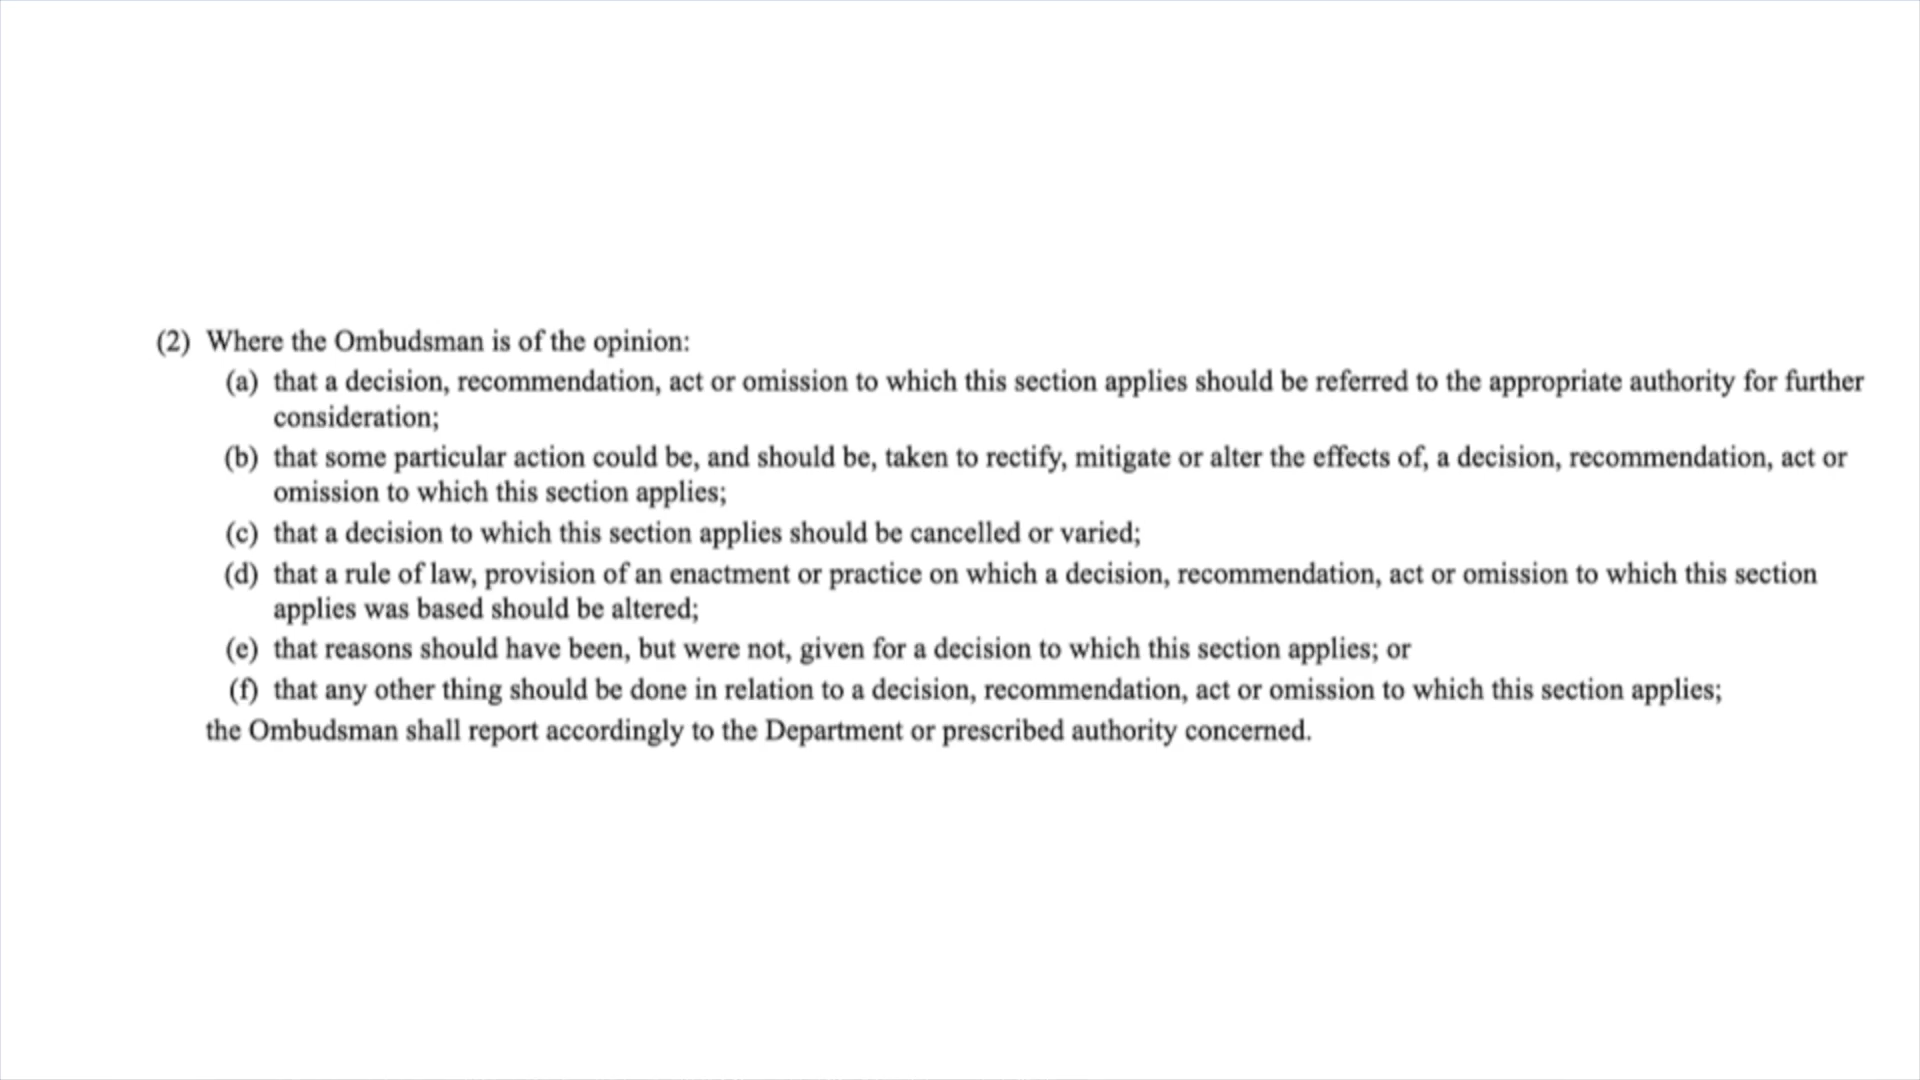 (2) Where the Ombudsman is of the opinion:
(a) that a decision, recommendation, act or omission to which this section applies should be referred to the appropriate authority for further
consideration;
(b) that some particular action could be, and should be, taken to rectify, mitigate or alter the effects of, a decision, recommendation, act or
omission to which this section applies;
(c) that a decision to which this section applies should be cancelled or varied;
(d) that a rule of law, provision of an enactment or practice on which a decision, recommendation, act or omission to which this section
applies was based should be altered;
(e) that reasons should have been, but were not, given for a decision to which this section applies; or
(f) that any other thing should be done in relation to a decision, recommendation, act or omission to which this section applies;
the Ombudsman shall report accordingly to the Department or prescribed authority concerned.